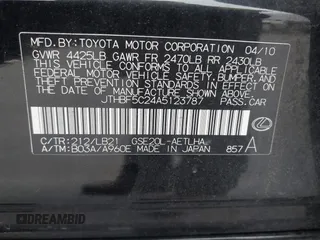 MFD.BY: TOYOTA MOTOR CORPORATION 04/10
GVWR 4425LB GAWR FR 2470LB RR 2430LB
THIS VEHICLE CONFORMS TO ALL APPLICABLE
FEDERAL MOTOR VEHICLE SAFETY, BUMPER, AND
THEFT PREVENTION STANDARDS IN EFFECT ON
THE DATE OF MANUFACTURE SHOWN ABOVE.
JTHBF5C24A5123787 PASS.CAR
C/TR: 212/LB21 GSE20L-AETLHA
A/TM: B03A/A960E MADE IN JAPAN 857 A
DREAMBID